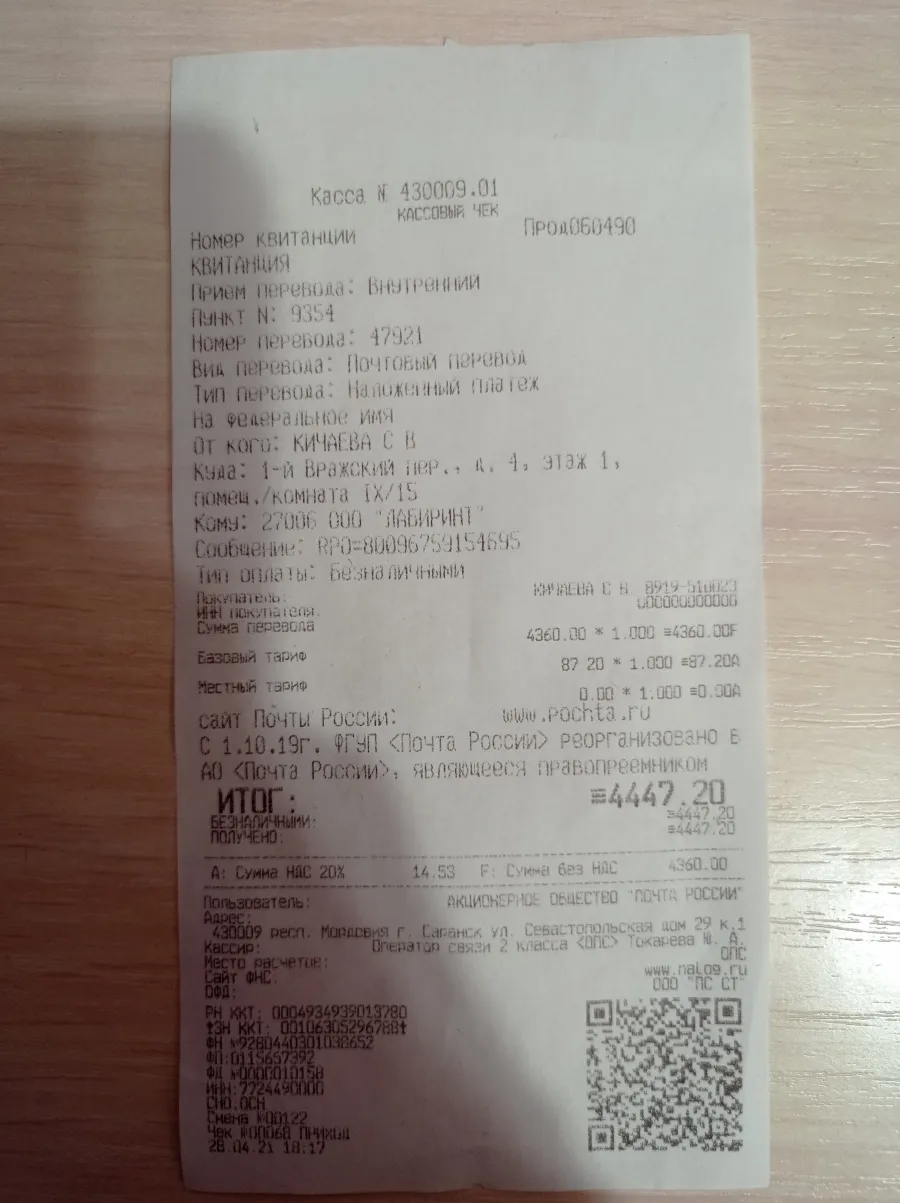 Касса № 430009.01
КАССОВЫЙ ЧЕК
Номер квитанции Прод060490
КВИТАНЦИЯ
Прием перевода: Внутренний
Пункт N: 9354
Номер перевода: 47921
Вид перевода: Почтовый перевод
Тип перевода: Наложенный платеж
На федеральное имя
От кого: КИЧАЕВА С В
Куда: 1-й Вражский пер., д. 4, этаж 1,
помещ./комната IX/15
Кому: 27006 ООО "ЛАБИРИНТ"
Сообщение: RPO=80096759154695
Тип оплаты: Безналичными
Покупатель: КИЧАЕВА С В
ИНН покупателя: 000000000000
Сумма перевода
4360.00 * 1.000 ≡4360.00F
Базовый тариф
87.20 * 1.000 ≡87.20A
Местный тариф
0.00 * 1.000 ≡0.00A
сайт Почты России: www.pochta.ru
С 1.10.19г. ФГУП <Почта России> реорганизовано в
АО <Почта России>, являющееся правопреемником
ИТОГ: ≡4447.20
БЕЗНАЛИЧНЫМИ: ≡4447.20
ПОЛУЧЕНО: ≡4447.20
А: Сумма НДС 20% 14.53 F: Сумма без НДС 4360.00
Пользователь: АКЦИОНЕРНОЕ ОБЩЕСТВО "ПОЧТА РОССИИ"
Адрес:
430009 респ. Мордовия г. Саранск ул. Севастопольская дом 29 к.1
Кассир: Оператор связи 2 класса <ОПС> Токарева Ю. А.
Место расчетов: ОПС
Сайт ФНС: www.nalog.ru
ОФД: ООО "ПС СТ"
РН ККТ: 0004934939013780
ЗН ККТ: 00106305296788
ФН №9280440301038652
ФП:0115657392
ФД №0000010158
ИНН:7724490000
СНО:ОСН
Смена №00122
Чек №00068 ПРИХОД
28.04.21 18:17